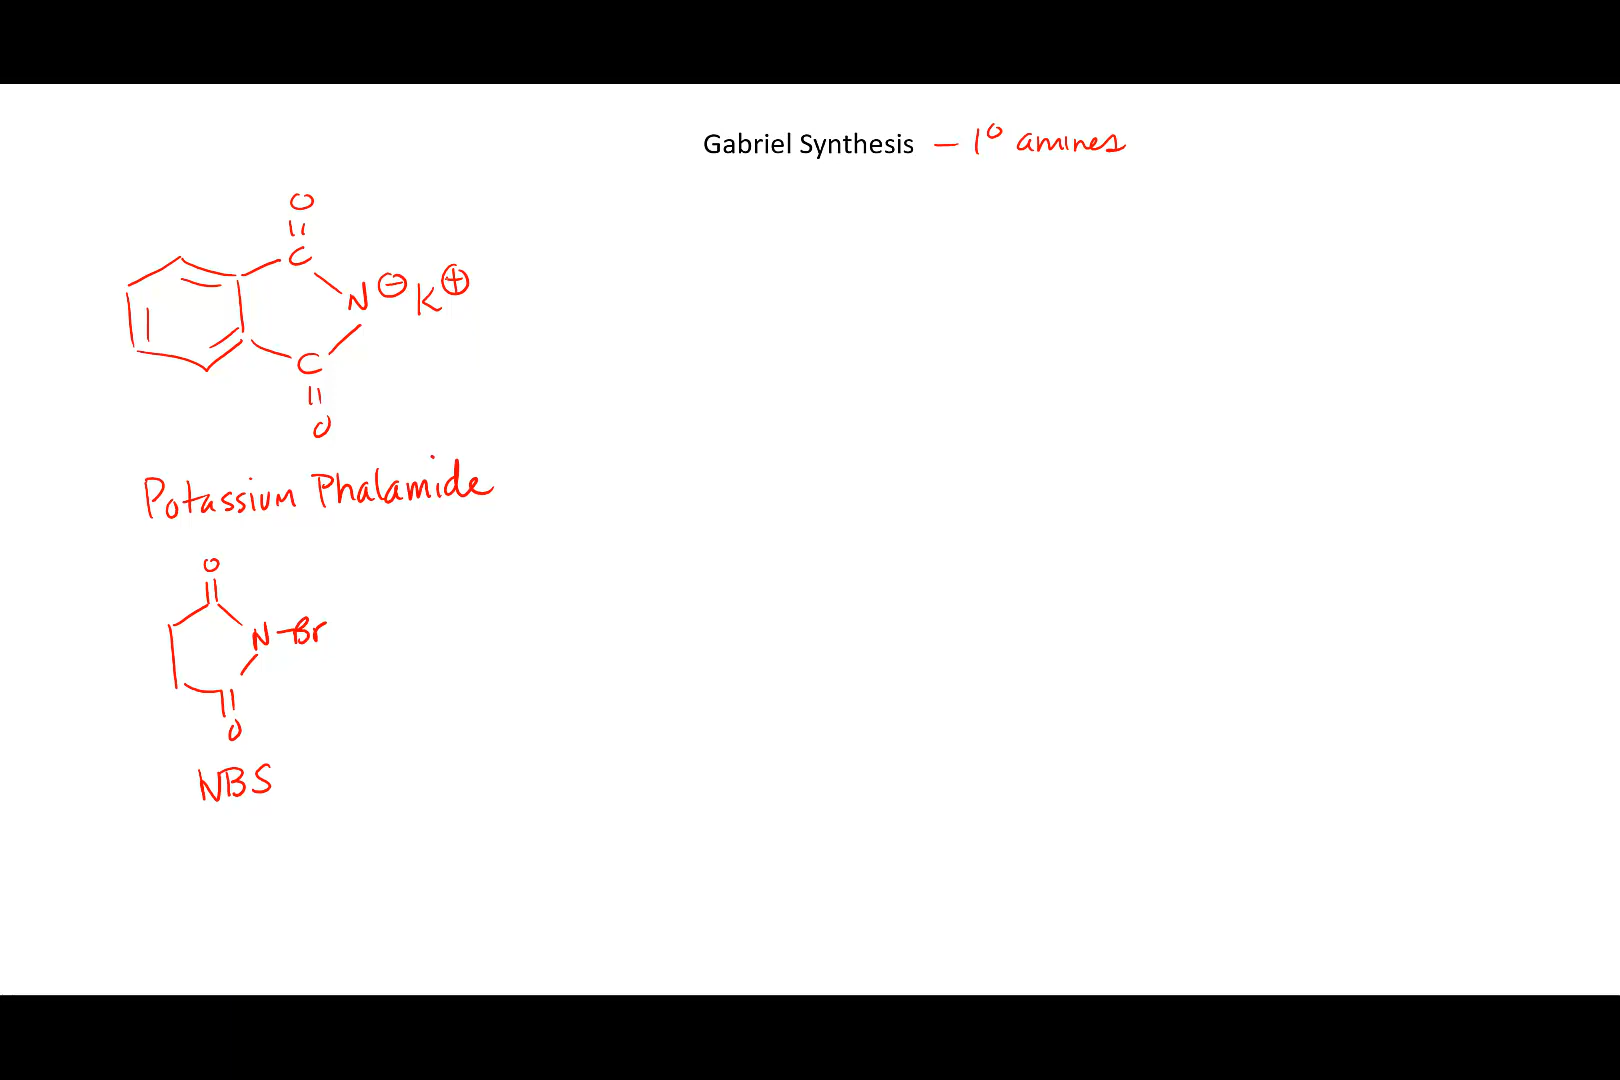 Gabriel Synthesis – 1° amines
O
C
N ⊖ K ⊕
C
O
Potassium Phalamide
O
N-Br
O
NBS